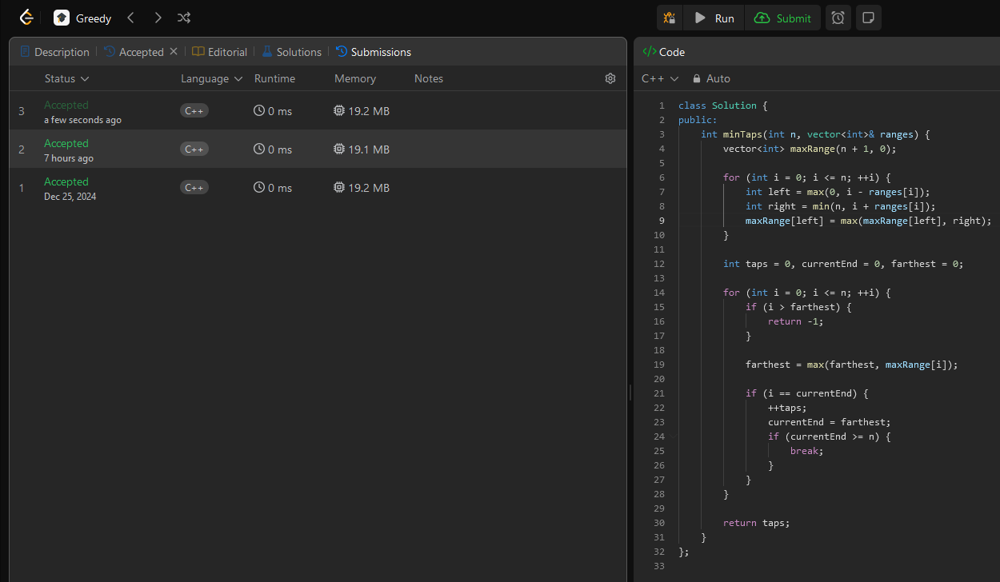 Greedy
Run
Submit
Description
Accepted
Editorial
Solutions
Submissions
Status
Language
Runtime
Memory
Notes
3
Accepted
a few seconds ago
C++
0 ms
19.2 MB
2
Accepted
7 hours ago
C++
0 ms
19.1 MB
1
Accepted
Dec 25, 2024
C++
0 ms
19.2 MB
</> Code
C++
Auto
1 class Solution {
2 public:
3     int minTaps(int n, vector<int>& ranges) {
4         vector<int> maxRange(n + 1, 0);
5
6         for (int i = 0; i <= n; ++i) {
7             int left = max(0, i - ranges[i]);
8             int right = min(n, i + ranges[i]);
9             maxRange[left] = max(maxRange[left], right);
10         }
11
12         int taps = 0, currentEnd = 0, farthest = 0;
13
14         for (int i = 0; i <= n; ++i) {
15             if (i > farthest) {
16                 return -1;
17             }
18
19             farthest = max(farthest, maxRange[i]);
20
21             if (i == currentEnd) {
22                 ++taps;
23                 currentEnd = farthest;
24                 if (currentEnd >= n) {
25                     break;
26                 }
27             }
28         }
29
30         return taps;
31     }
32 };
33